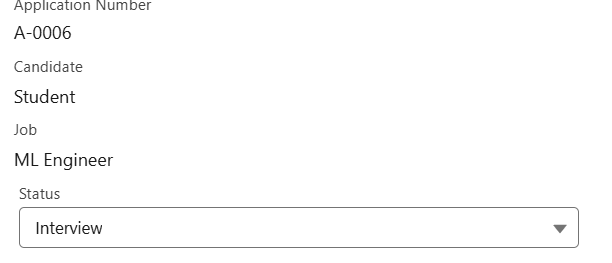 Application Number
A-0006
Candidate
Student
Job
ML Engineer
Status
Interview